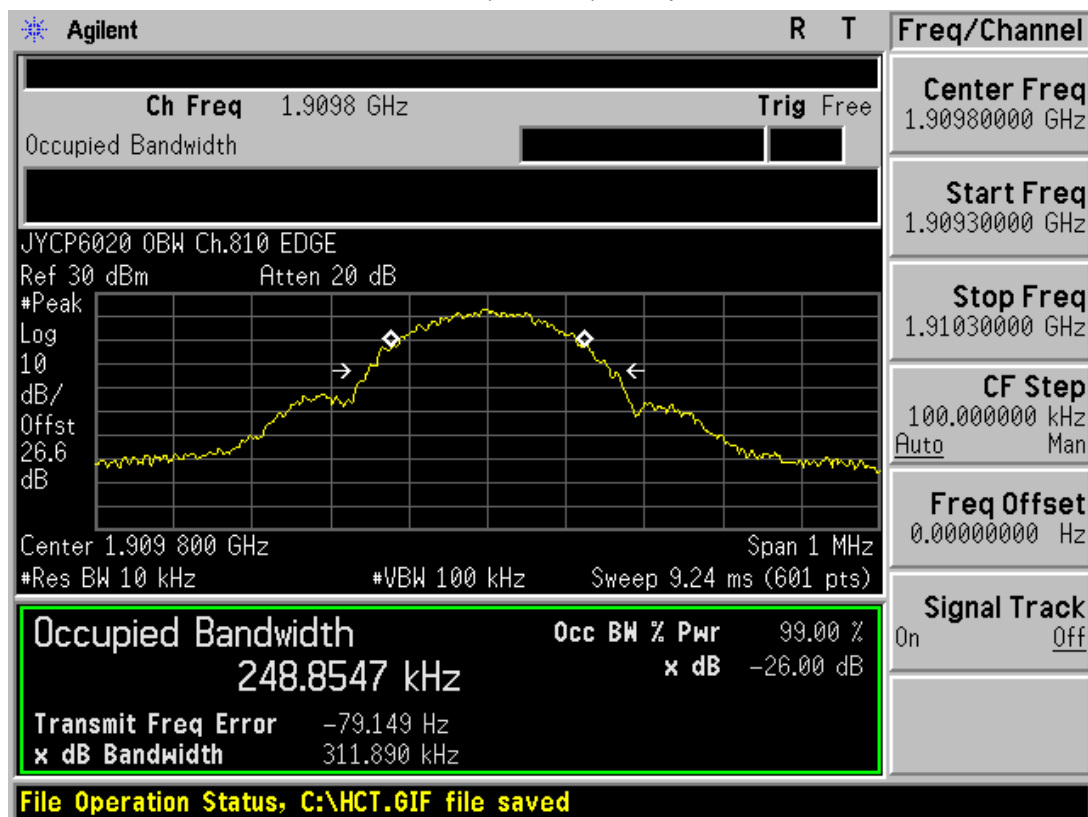 Agilent R T Freq/Channel
Ch Freq 1.9098 GHz Trig Free
Occupied Bandwidth
Center Freq
1.90980000 GHz
Start Freq
1.90930000 GHz
Stop Freq
1.91030000 GHz
CF Step
100.000000 kHz
Auto Man
Freq Offset
0.00000000 Hz
Signal Track
On Off
JYCP6020 OBW Ch.810 EDGE
Ref 30 dBm Atten 20 dB
#Peak
Log
10
dB/
Offst
26.6
dB
Center 1.909 800 GHz Span 1 MHz
#Res BW 10 kHz #VBW 100 kHz Sweep 9.24 ms (601 pts)
Occupied Bandwidth Occ BW % Pwr 99.00 %
248.8547 kHz x dB -26.00 dB
Transmit Freq Error -79.149 Hz
x dB Bandwidth 311.890 kHz
File Operation Status, C:\HCT.GIF file saved